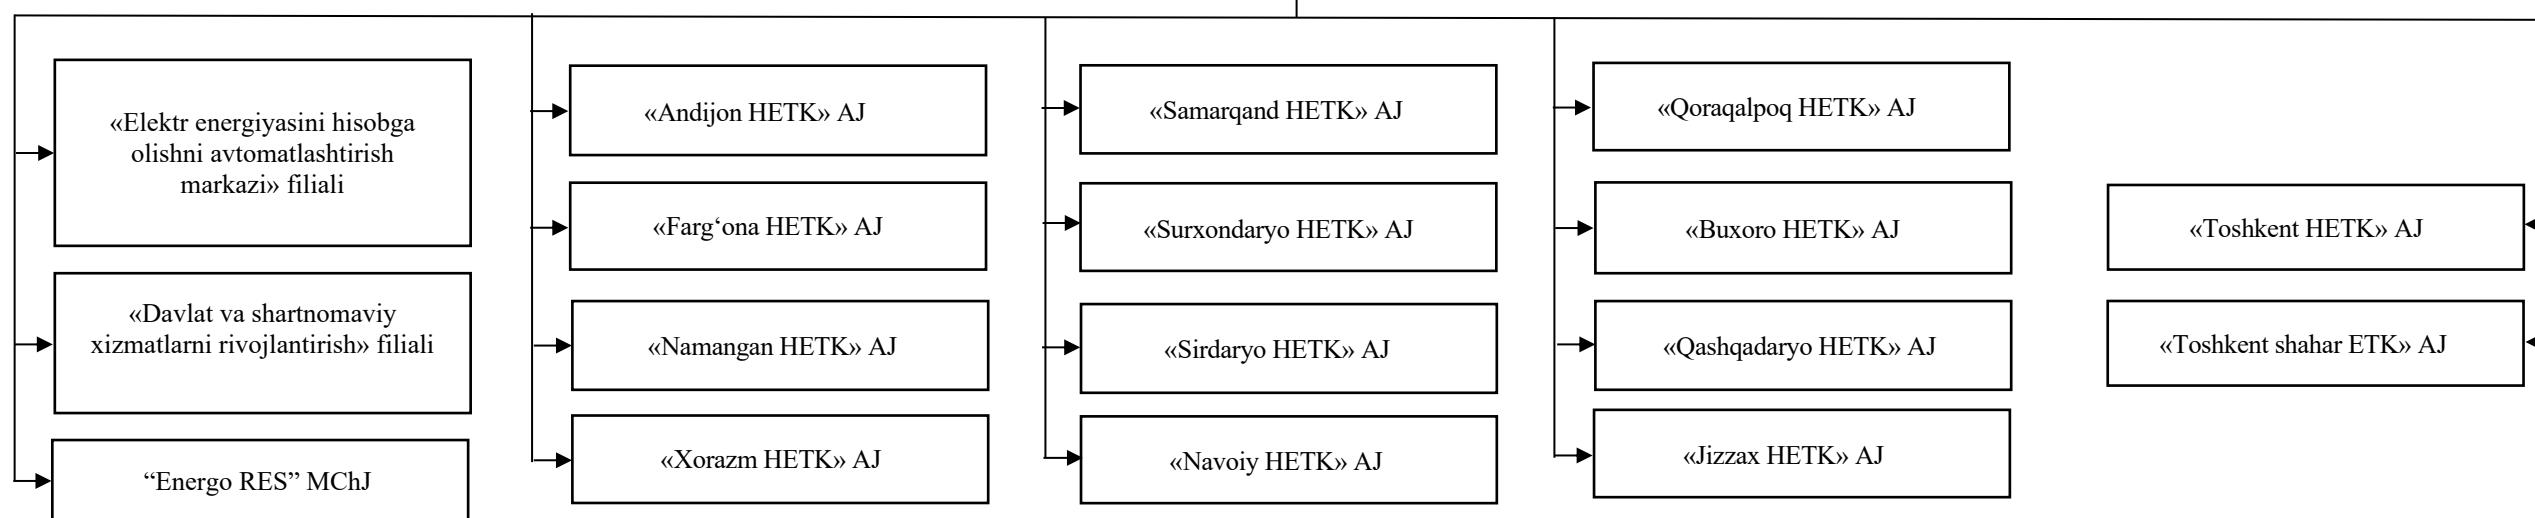 «Elektr energiyasini hisobga
olishni avtomatlashtirish
markazi» filiali
«Davlat va shartnomaviy
xizmatlarni rivojlantirish» filiali
“Energo RES” MChJ
«Andijon HETK» AJ
«Farg‘ona HETK» AJ
«Namangan HETK» AJ
«Xorazm HETK» AJ
«Samarqand HETK» AJ
«Surxondaryo HETK» AJ
«Sirdaryo HETK» AJ
«Navoiy HETK» AJ
«Qoraqalpoq HETK» AJ
«Buxoro HETK» AJ
«Qashqadaryo HETK» AJ
«Jizzax HETK» AJ
«Toshkent HETK» AJ
«Toshkent shahar ETK» AJ